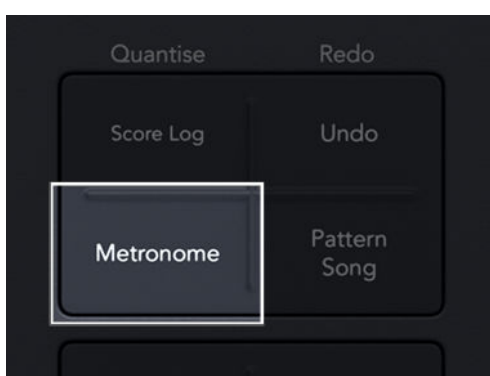 Quantise Redo
Score Log Undo
Metronome
Pattern
Song